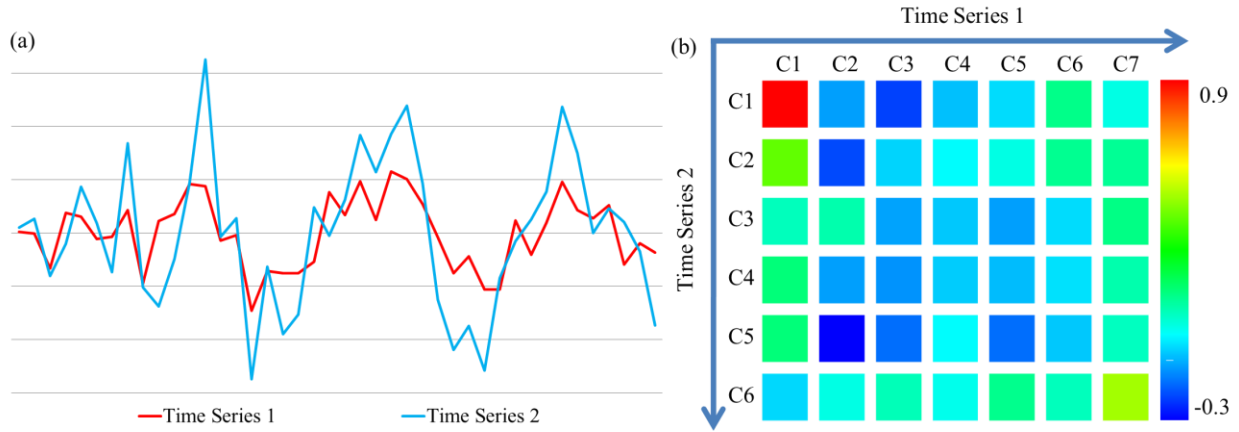 (a)
Time Series 1
Time Series 2
(b)
Time Series 1
C1 C2 C3 C4 C5 C6 C7
Time Series 2
C1
C2
C3
C4
C5
C6
0.9
-0.3